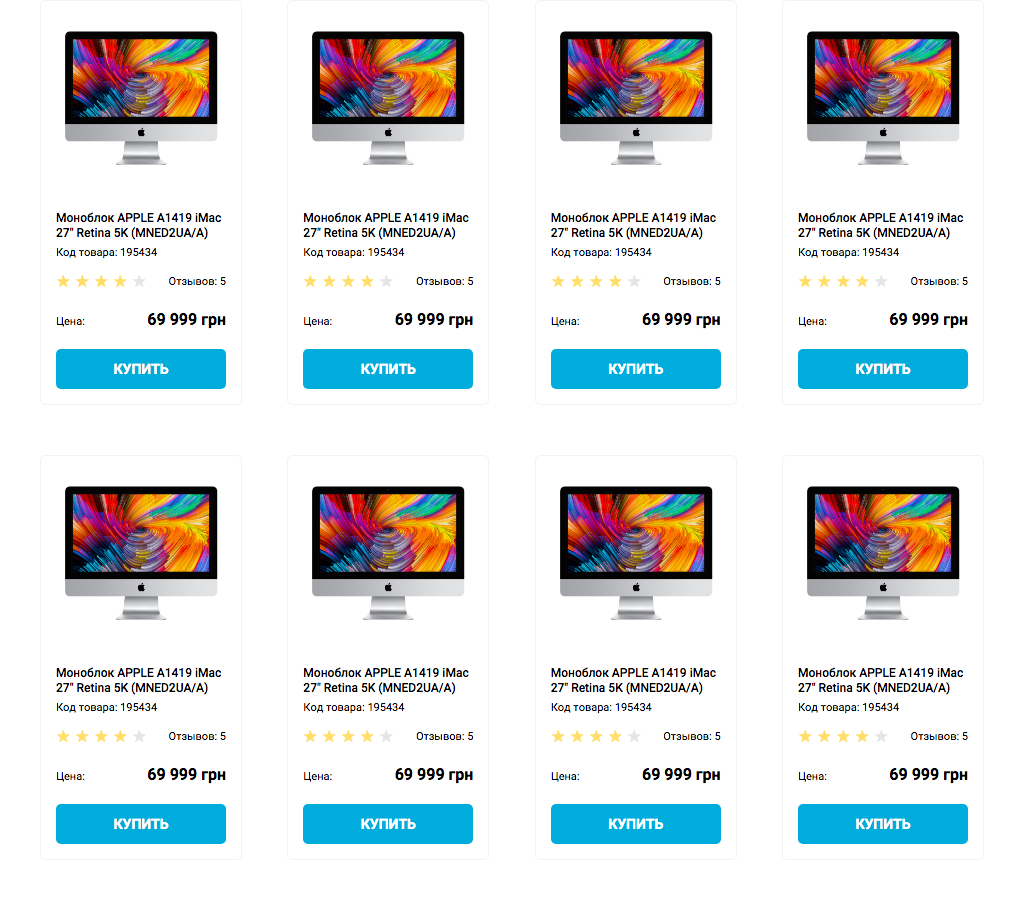 Моноблок APPLE A1419 iMac
27" Retina 5K (MNED2UA/A)
Код товара: 195434
Отзывов: 5
Цена: 69 999 грн
КУПИТЬ
Моноблок APPLE A1419 iMac
27" Retina 5K (MNED2UA/A)
Код товара: 195434
Отзывов: 5
Цена: 69 999 грн
КУПИТЬ
Моноблок APPLE A1419 iMac
27" Retina 5K (MNED2UA/A)
Код товара: 195434
Отзывов: 5
Цена: 69 999 грн
КУПИТЬ
Моноблок APPLE A1419 iMac
27" Retina 5K (MNED2UA/A)
Код товара: 195434
Отзывов: 5
Цена: 69 999 грн
КУПИТЬ
Моноблок APPLE A1419 iMac
27" Retina 5K (MNED2UA/A)
Код товара: 195434
Отзывов: 5
Цена: 69 999 грн
КУПИТЬ
Моноблок APPLE A1419 iMac
27" Retina 5K (MNED2UA/A)
Код товара: 195434
Отзывов: 5
Цена: 69 999 грн
КУПИТЬ
Моноблок APPLE A1419 iMac
27" Retina 5K (MNED2UA/A)
Код товара: 195434
Отзывов: 5
Цена: 69 999 грн
КУПИТЬ
Моноблок APPLE A1419 iMac
27" Retina 5K (MNED2UA/A)
Код товара: 195434
Отзывов: 5
Цена: 69 999 грн
КУПИТЬ